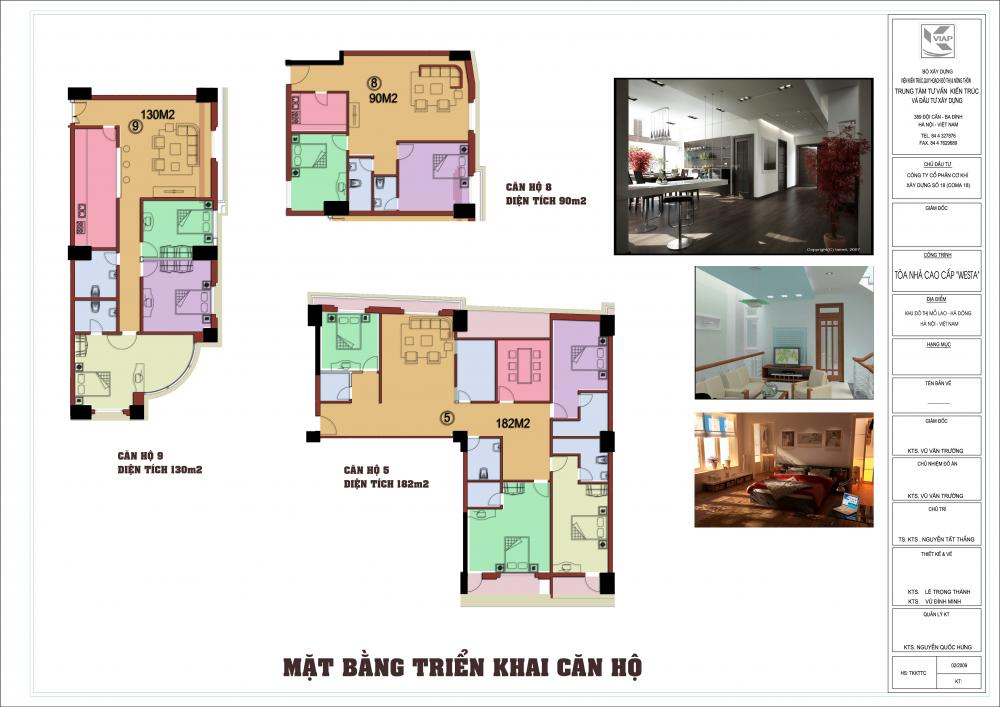 130M2
9
8
90M2
CĂN HỘ 8
DIỆN TÍCH 90m2
CĂN HỘ 9
DIỆN TÍCH 130m2
5
182M2
CĂN HỘ 5
DIỆN TÍCH 182m2
Copyright(C) tanml, 2007
MẶT BẰNG TRIỂN KHAI CĂN HỘ
VIAP
BỘ XÂY DỰNG
VIỆN KIẾN TRÚC, QUY HOẠCH ĐÔ THỊ & NÔNG THÔN
TRUNG TÂM TƯ VẤN KIẾN TRÚC
VÀ ĐẦU TƯ XÂY DỰNG
389-ĐỘI CẤN - BA ĐÌNH
HÀ NỘI - VIỆT NAM
TEL. 84 4 327876
FAX. 84 4 7629689
CHỦ ĐẦU TƯ
CÔNG TY CỔ PHẦN CƠ KHÍ
XÂY DỰNG SỐ 18 (COMA 18)
GIÁM ĐỐC
CÔNG TRÌNH
TÒA NHÀ CAO CẤP "WESTA"
ĐỊA ĐIỂM
KHU ĐÔ THỊ MỖ LAO - HÀ ĐÔNG
HÀ NỘI - VIỆT NAM
HẠNG MỤC
TÊN BẢN VẼ
GIÁM ĐỐC
KTS. VŨ VĂN TRƯỜNG
CHỦ NHIỆM ĐỒ ÁN
KTS. VŨ VĂN TRƯỜNG
CHỦ TRÌ
TS. KTS . NGUYỄN TẤT THẮNG
THIẾT KẾ & VẼ
KTS. LÊ TRỌNG THÀNH
KTS. VŨ ĐÌNH MINH
QUẢN LÝ KT
KTS. NGUYỄN QUỐC HƯNG
HS: TKKTTC
02/2009
KT: